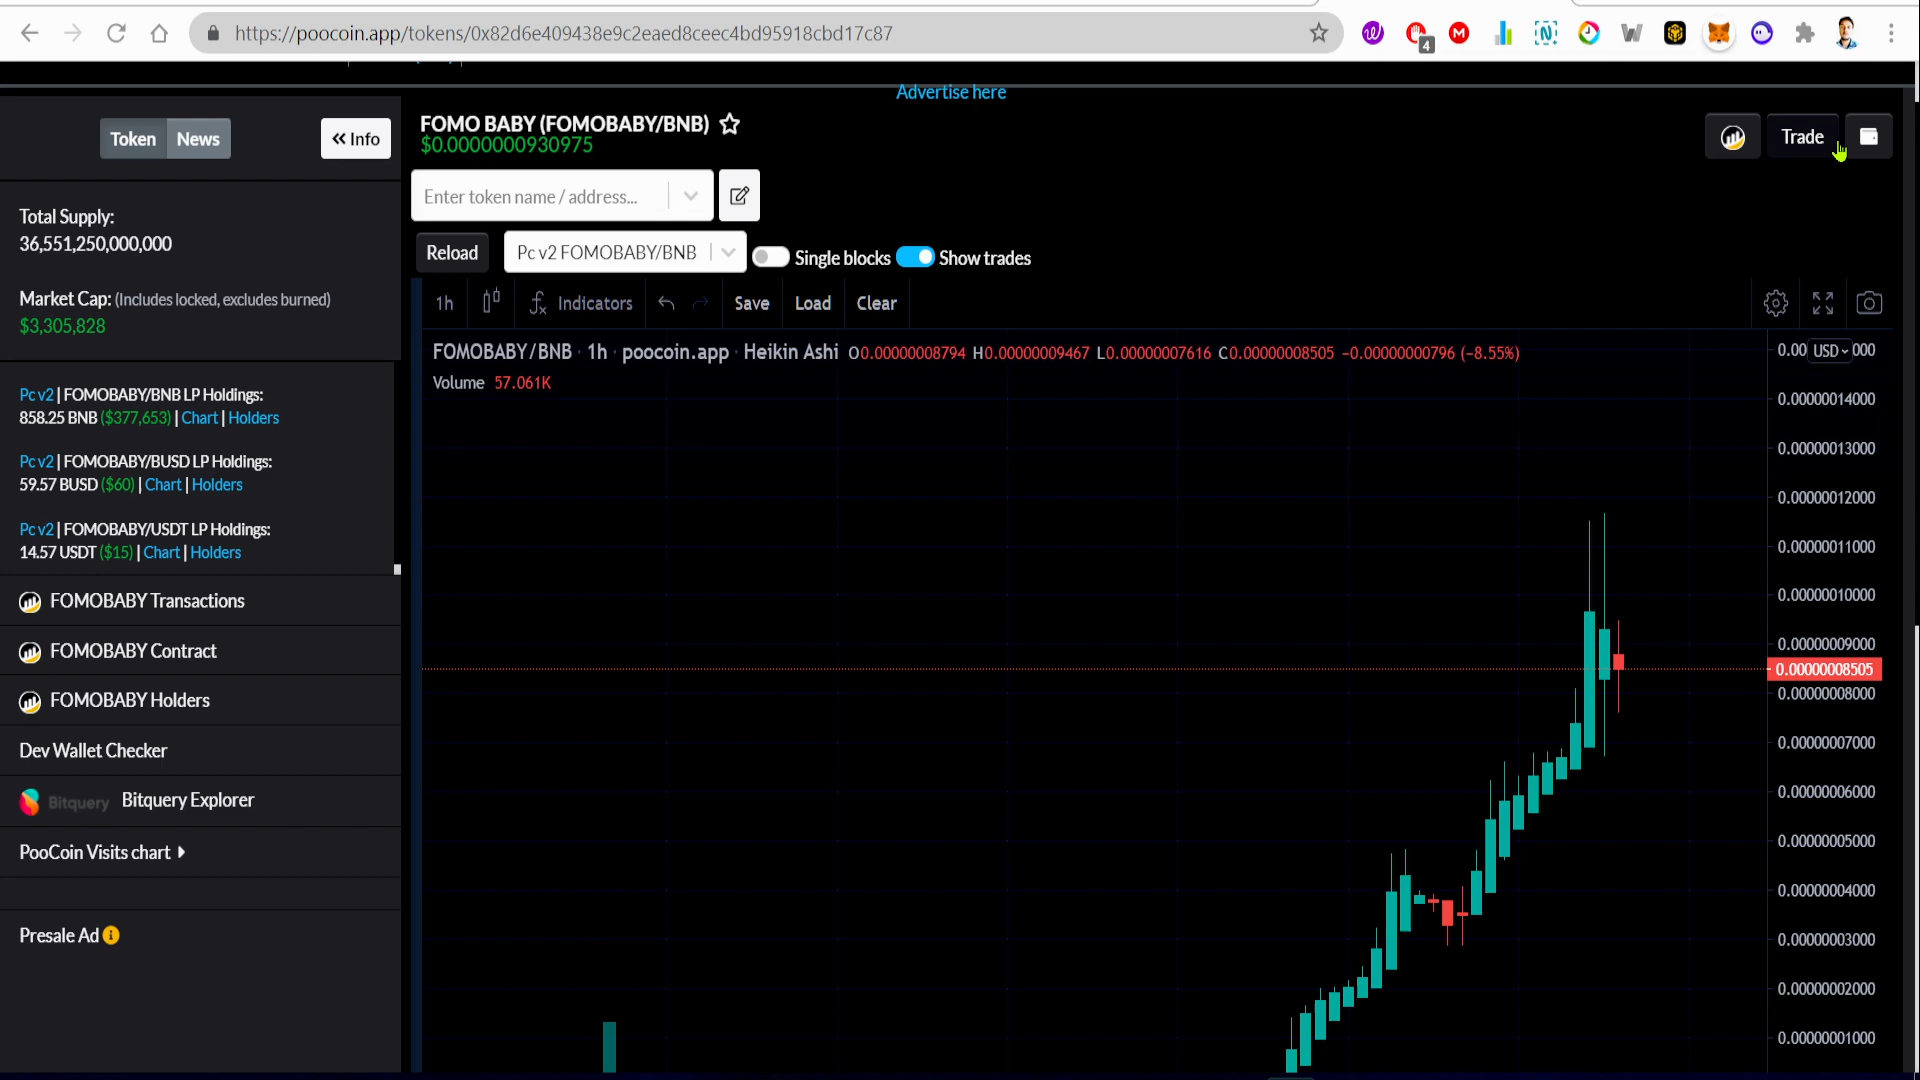 https://poocoin.app/tokens/0x82d6e409438e9c2eaed8ceec4bd95918cbd17c87
4
Advertise here
Token
News
Info
FOMO BABY (FOMOBABY/BNB)
$0.0000000930975
Trade
Enter token name / address...
Total Supply:
36,551,250,000,000
Reload
Pc v2 FOMOBABY/BNB
Single blocks
Show trades
Market Cap: (Includes locked, excludes burned)
$3,305,828
1h
Indicators
Save
Load
Clear
FOMOBABY/BNB · 1h · poocoin.app · Heikin Ashi O0.00000008794 H0.00000009467 L0.00000007616 C0.00000008505 −0.00000000796 (−8.55%)
Volume 57.061K
Pc v2 | FOMOBABY/BNB LP Holdings:
858.25 BNB ($377,653) | Chart | Holders
Pc v2 | FOMOBABY/BUSD LP Holdings:
59.57 BUSD ($60) | Chart | Holders
Pc v2 | FOMOBABY/USDT LP Holdings:
14.57 USDT ($15) | Chart | Holders
FOMOBABY Transactions
FOMOBABY Contract
FOMOBABY Holders
Dev Wallet Checker
Bitquery Bitquery Explorer
PooCoin Visits chart
Presale Ad
USD
0.00000014000
0.00000013000
0.00000012000
0.00000011000
0.00000010000
0.00000009000
0.00000008505
0.00000008000
0.00000007000
0.00000006000
0.00000005000
0.00000004000
0.00000003000
0.00000002000
0.00000001000